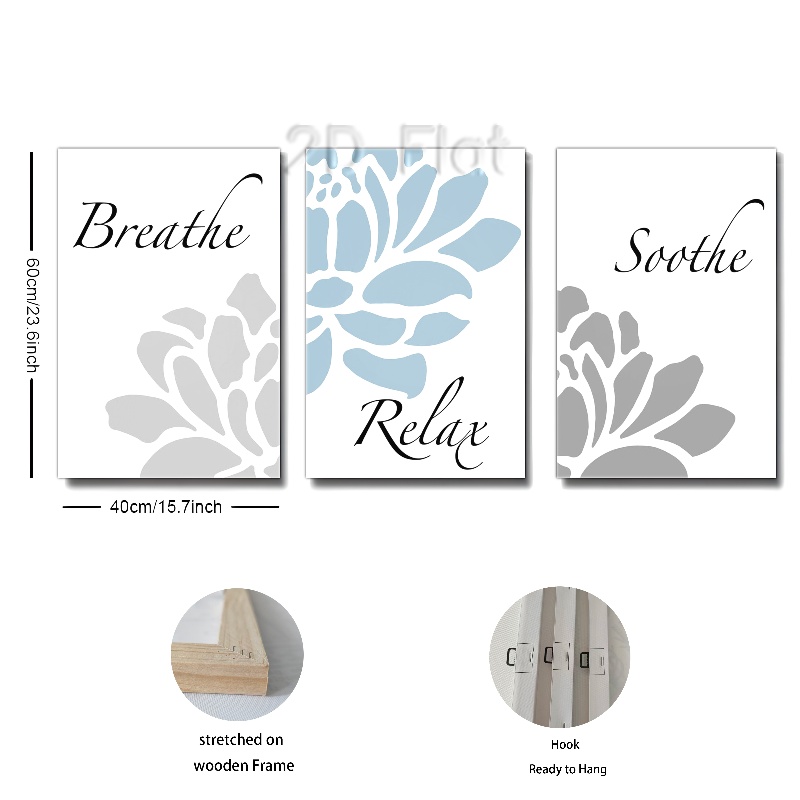 2D Flat
Breathe
Relax
Soothe
60cm/23.6inch
40cm/15.7inch
stretched on
wooden Frame
Hook
Ready to Hang